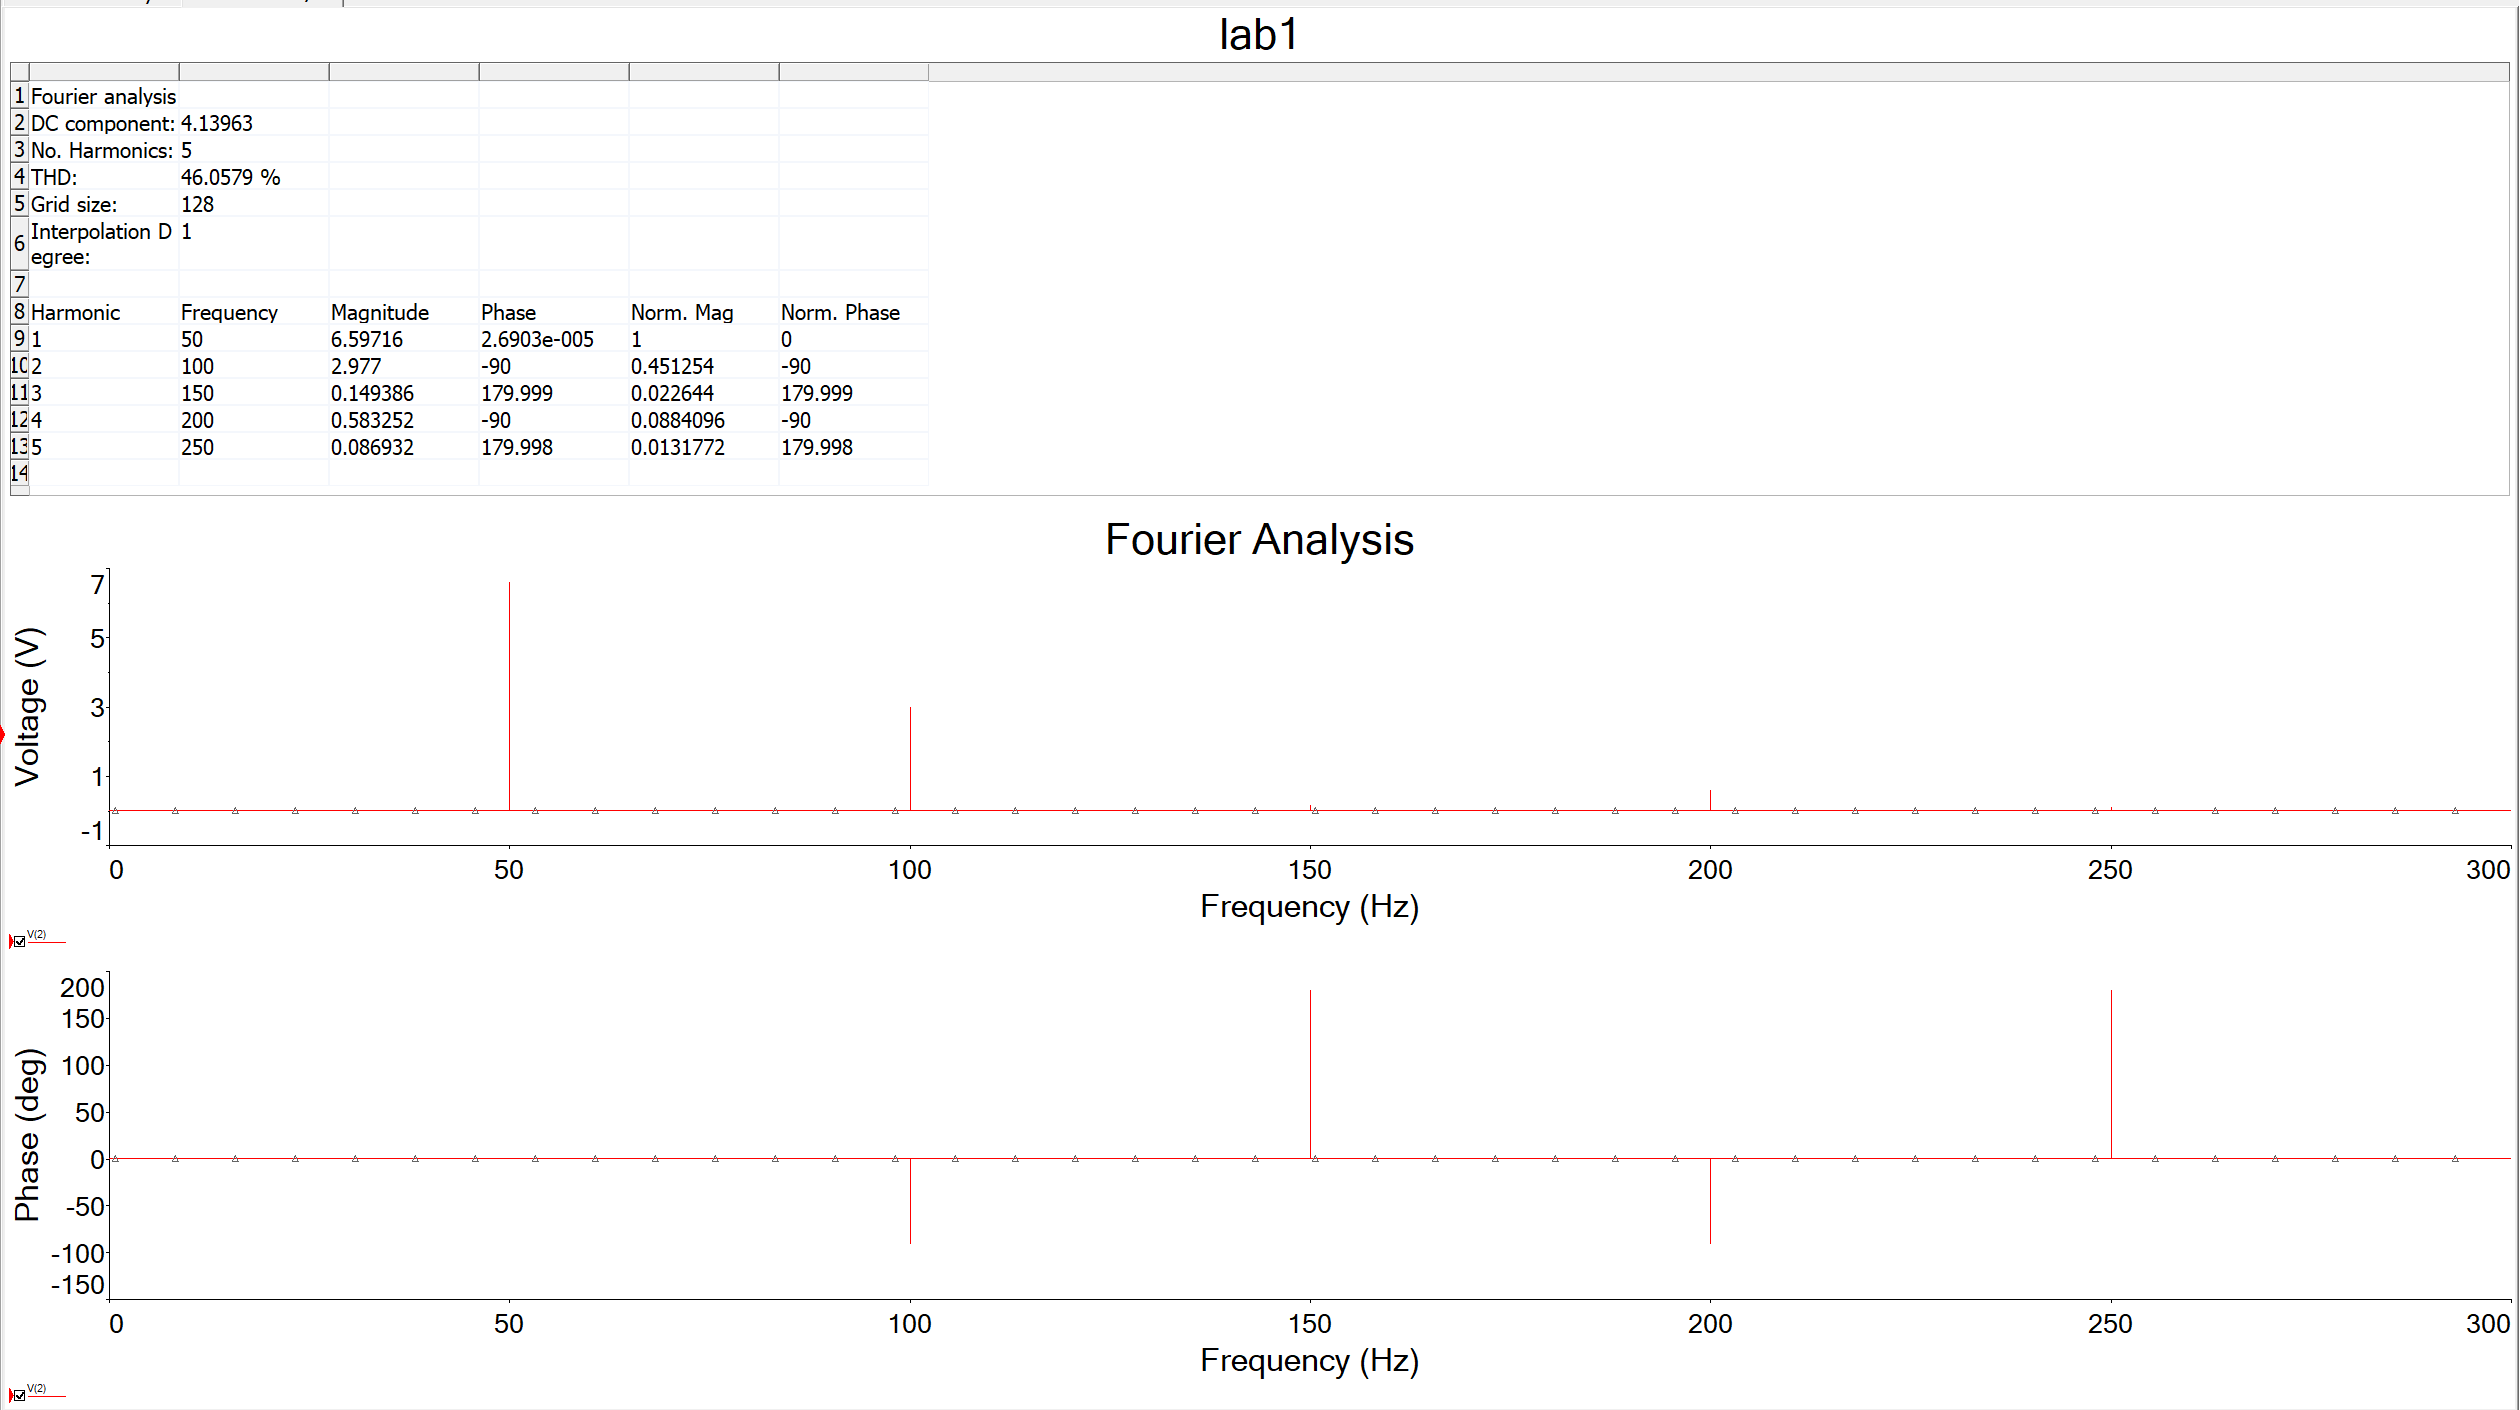 lab1
1 Fourier analysis
2 DC component: 4.13963
3 No. Harmonics: 5
4 THD: 46.0579 %
5 Grid size: 128
6 Interpolation D 1
egree:
7
8 Harmonic Frequency Magnitude Phase Norm. Mag Norm. Phase
9 1 50 6.59716 2.6903e-005 1 0
10 2 100 2.977 -90 0.451254 -90
11 3 150 0.149386 179.999 0.022644 179.999
12 4 200 0.583252 -90 0.0884096 -90
13 5 250 0.086932 179.998 0.0131772 179.998
14
Fourier Analysis
Voltage (V)
7
5
3
1
-1
0 50 100 150 200 250 300
Frequency (Hz)
V(2)
Phase (deg)
200
150
100
50
0
-50
-100
-150
0 50 100 150 200 250 300
Frequency (Hz)
V(2)